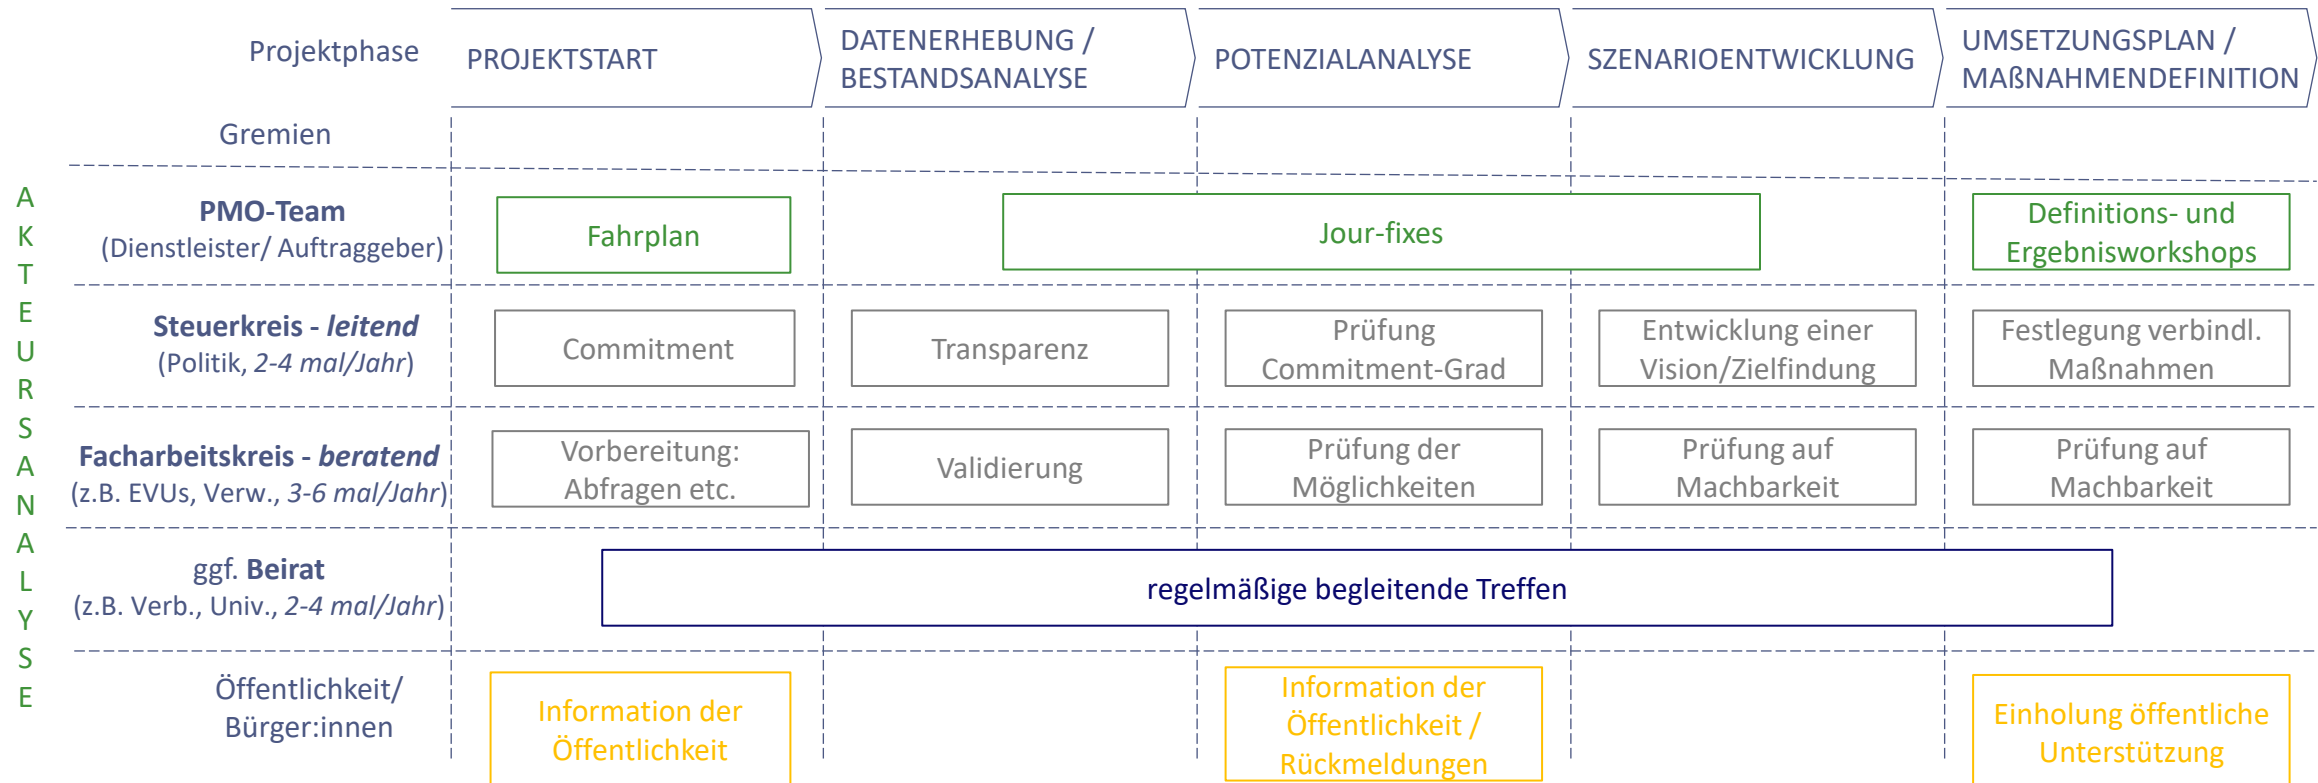 Projektphase
PROJEKTSTART
DATENERHEBUNG /
BESTANDSANALYSE
POTENZIALANALYSE
SZENARIOENTWICKLUNG
UMSETZUNGSPLAN /
MAßNAHMENDEFINITION
Gremien
AKTEURSANALYSE
PMO-Team
(Dienstleister/ Auftraggeber)
Fahrplan
Jour-fixes
Definitions- und
Ergebnisworkshops
Steuerkreis - leitend
(Politik, 2-4 mal/Jahr)
Commitment
Transparenz
Prüfung
Commitment-Grad
Entwicklung einer
Vision/Zielfindung
Festlegung verbindl.
Maßnahmen
Facharbeitskreis - beratend
(z.B. EVUs, Verw., 3-6 mal/Jahr)
Vorbereitung:
Abfragen etc.
Validierung
Prüfung der
Möglichkeiten
Prüfung auf
Machbarkeit
Prüfung auf
Machbarkeit
ggf. Beirat
(z.B. Verb., Univ., 2-4 mal/Jahr)
regelmäßige begleitende Treffen
Öffentlichkeit/
Bürger:innen
Information der
Öffentlichkeit
Information der
Öffentlichkeit /
Rückmeldungen
Einholung öffentliche
Unterstützung